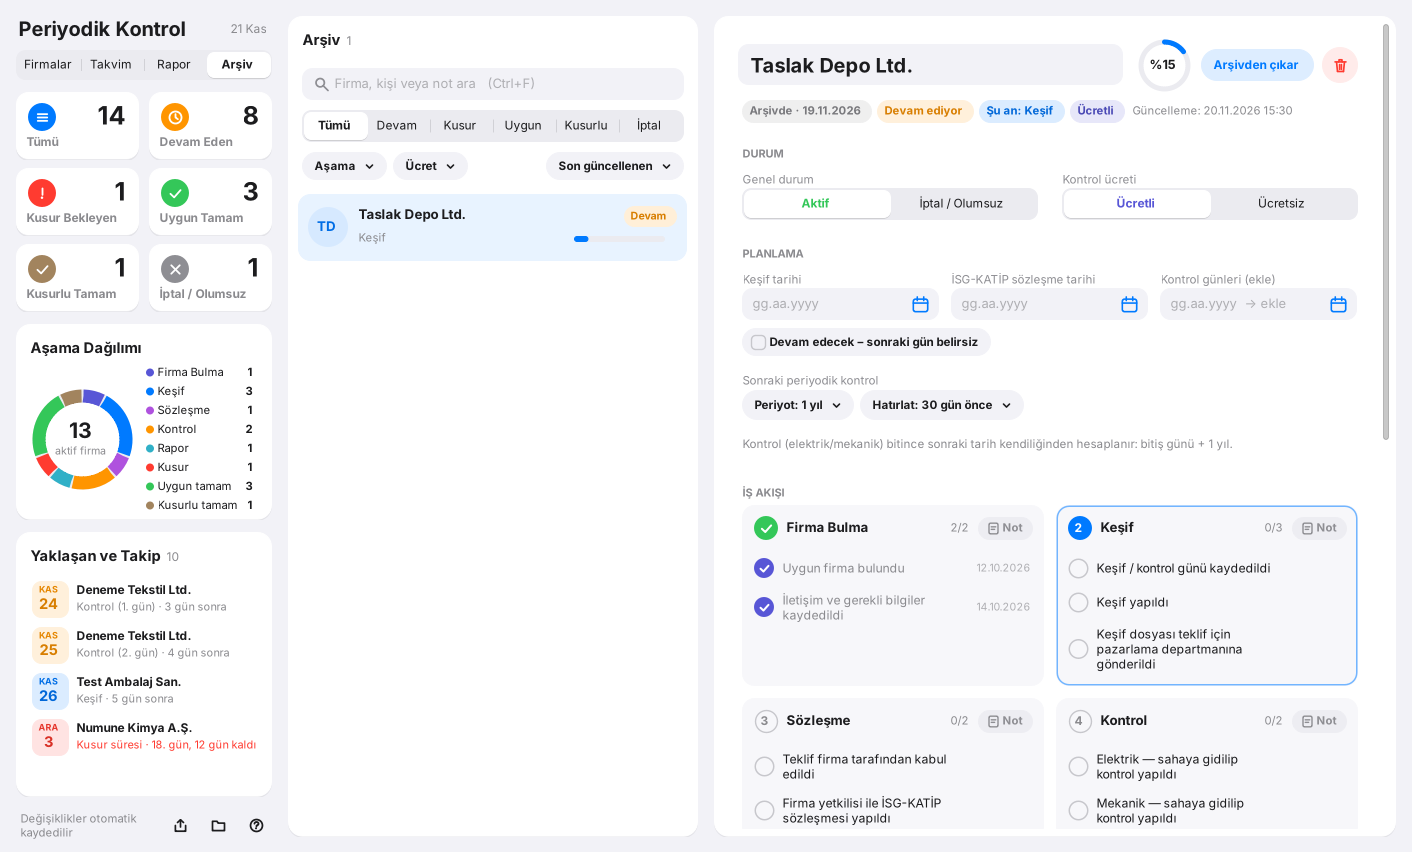 Periyodik Kontrol
21 Kas
Firmalar
Takvim
Rapor
Arşiv
14
Tümü
8
Devam Eden
1
Kusur Bekleyen
3
Uygun Tamam
1
Kusurlu Tamam
1
İptal / Olumsuz
Aşama Dağılımı
13
aktif firma
Firma Bulma 1
Keşif 3
Sözleşme 1
Kontrol 2
Rapor 1
Kusur 1
Uygun tamam 3
Kusurlu tamam 1
Yaklaşan ve Takip 10
KAS
24
Deneme Tekstil Ltd.
Kontrol (1. gün) · 3 gün sonra
KAS
25
Deneme Tekstil Ltd.
Kontrol (2. gün) · 4 gün sonra
KAS
26
Test Ambalaj San.
Keşif · 5 gün sonra
ARA
3
Numune Kimya A.Ş.
Kusur süresi · 18. gün, 12 gün kaldı
Değişiklikler otomatik
kaydedilir
Arşiv 1
Firma, kişi veya not ara (Ctrl+F)
Tümü
Devam
Kusur
Uygun
Kusurlu
İptal
Aşama
Ücret
Son güncellenen
TD
Taslak Depo Ltd.
Keşif
Devam
Taslak Depo Ltd.
%15
Arşivden çıkar
Arşivde · 19.11.2026
Devam ediyor
Şu an: Keşif
Ücretli
Güncelleme: 20.11.2026 15:30
DURUM
Genel durum
Aktif
İptal / Olumsuz
Kontrol ücreti
Ücretli
Ücretsiz
PLANLAMA
Keşif tarihi
gg.aa.yyyy
İSG-KATİP sözleşme tarihi
gg.aa.yyyy
Kontrol günleri (ekle)
gg.aa.yyyy → ekle
Devam edecek – sonraki gün belirsiz
Sonraki periyodik kontrol
Periyot: 1 yıl
Hatırlat: 30 gün önce
Kontrol (elektrik/mekanik) bitince sonraki tarih kendiliğinden hesaplanır: bitiş günü + 1 yıl.
İŞ AKIŞI
Firma Bulma
2/2
Not
Uygun firma bulundu
12.10.2026
İletişim ve gerekli bilgiler
kaydedildi
14.10.2026
2
Keşif
0/3
Not
Keşif / kontrol günü kaydedildi
Keşif yapıldı
Keşif dosyası teklif için
pazarlama departmanına
gönderildi
3
Sözleşme
0/2
Not
Teklif firma tarafından kabul
edildi
Firma yetkilisi ile İSG-KATİP
sözleşmesi yapıldı
4
Kontrol
0/2
Not
Elektrik — sahaya gidilip
kontrol yapıldı
Mekanik — sahaya gidilip
kontrol yapıldı